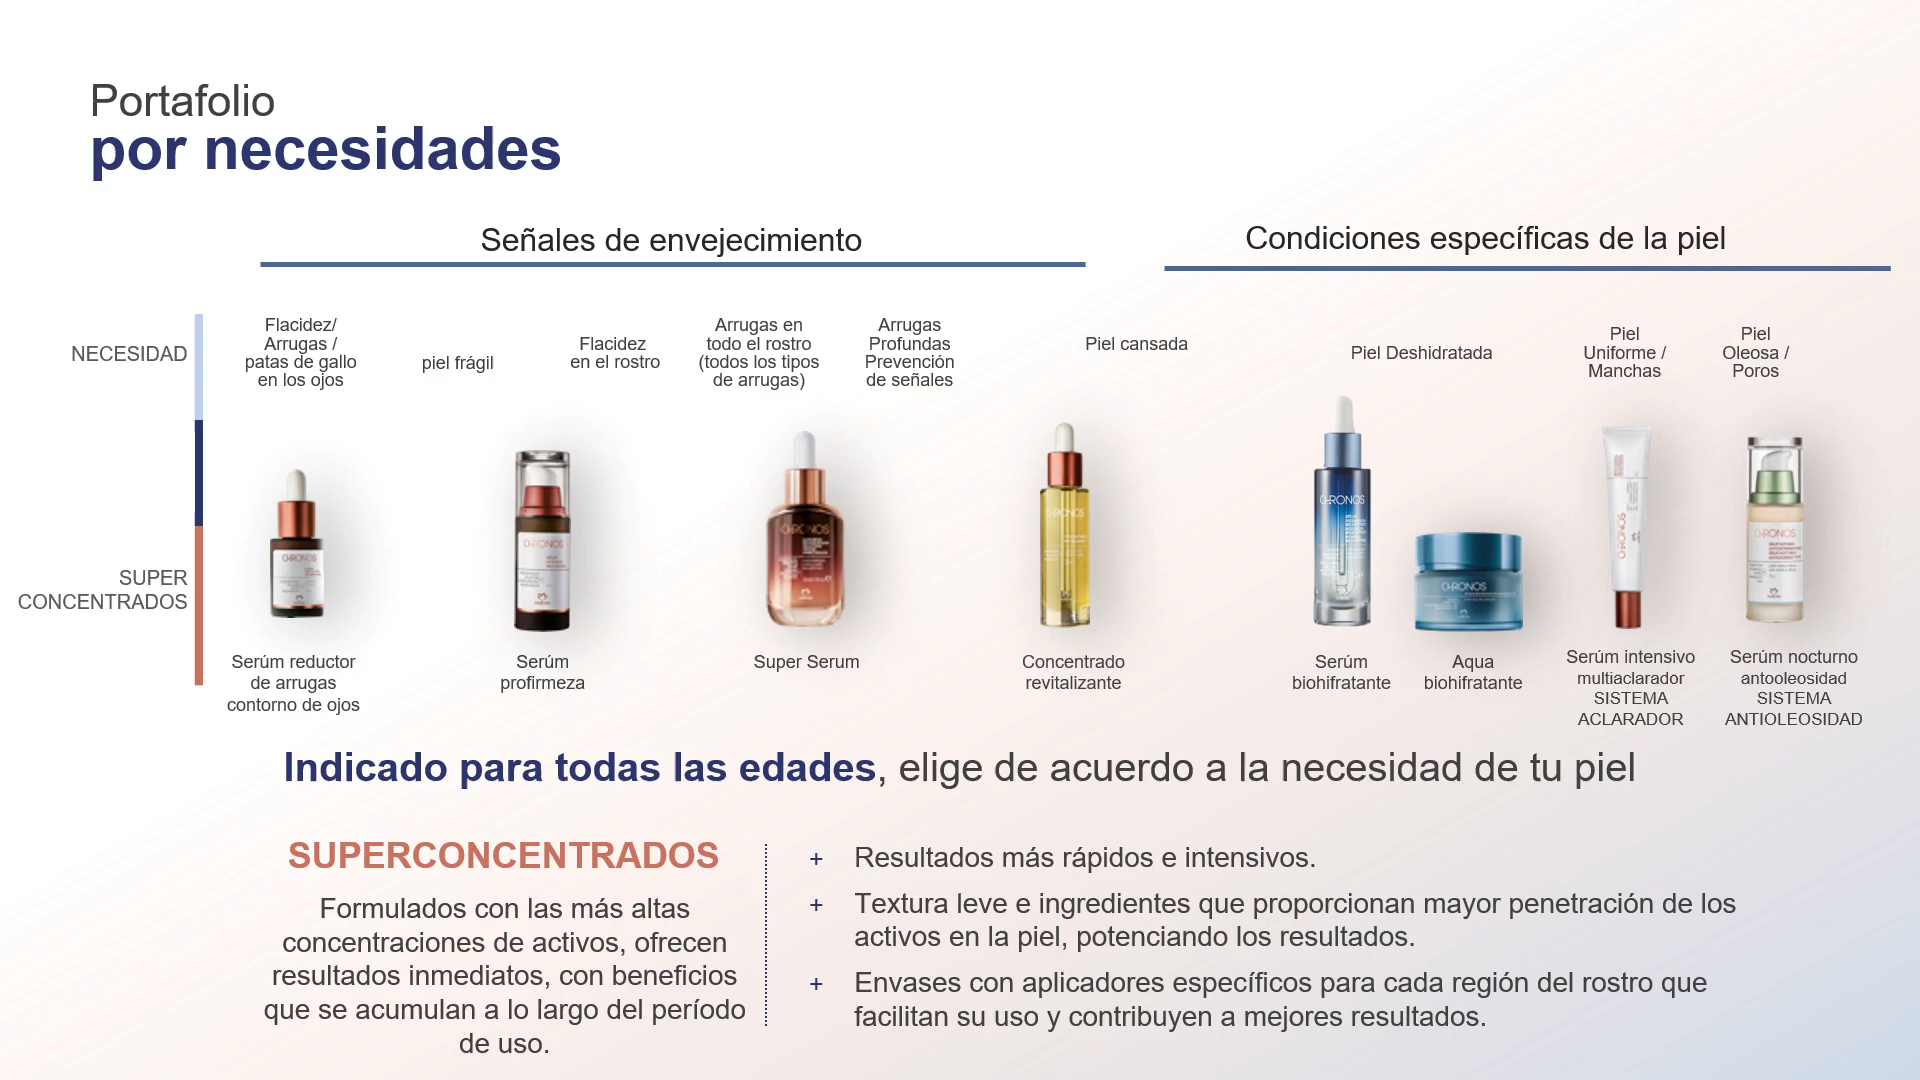 Portafolio
por necesidades
Señales de envejecimiento
Condiciones específicas de la piel
NECESIDAD
Flacidez/
Arrugas /
patas de gallo
en los ojos
piel frágil
Flacidez
en el rostro
Arrugas en
todo el rostro
(todos los tipos
de arrugas)
Arrugas
Profundas
Prevención
de señales
Piel cansada
Piel Deshidratada
Piel
Uniforme /
Manchas
Piel
Oleosa /
Poros
SUPER
CONCENTRADOS
CHRONOS
CHRONOS
CHRONOS
CHRONOS
CHRONOS
CHRONOS
CHRONOS
CHRONOS
Serúm reductor
de arrugas
contorno de ojos
Serúm
profirmeza
Super Serum
Concentrado
revitalizante
Serúm
biohifratante
Aqua
biohifratante
Serúm intensivo
multiaclarador
SISTEMA
ACLARADOR
Serúm nocturno
antooleosidad
SISTEMA
ANTIOLEOSIDAD
Indicado para todas las edades, elige de acuerdo a la necesidad de tu piel
SUPERCONCENTRADOS
Formulados con las más altas
concentraciones de activos, ofrecen
resultados inmediatos, con beneficios
que se acumulan a lo largo del período
de uso.
+ Resultados más rápidos e intensivos.
+ Textura leve e ingredientes que proporcionan mayor penetración de los
activos en la piel, potenciando los resultados.
+ Envases con aplicadores específicos para cada región del rostro que
facilitan su uso y contribuyen a mejores resultados.